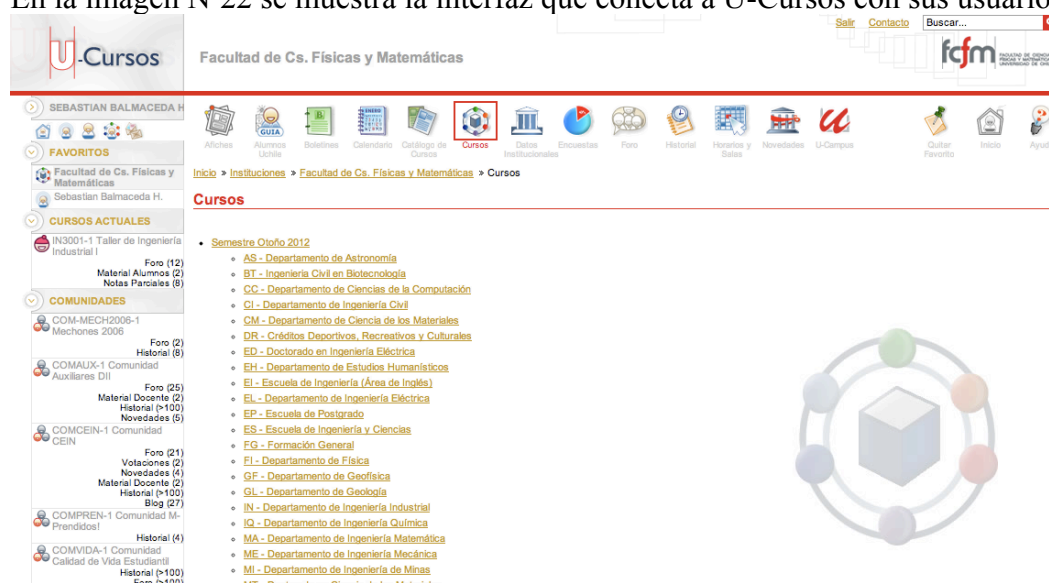 En la imagen N°22 se muestra la interfaz que conecta a U-Cursos con sus usuario
Salir Contacto Buscar...
U-Cursos
Facultad de Cs. Físicas y Matemáticas
fcfm
SEBASTIAN BALMACEDA H
FAVORITOS
Facultad de Cs. Físicas y
Matemáticas
Sebastian Balmaceda H.
CURSOS ACTUALES
IN3001-1 Taller de Ingeniería
Industrial I
Foro (12)
Material Alumnos (2)
Notas Parciales (8)
COMUNIDADES
COM-MECH2006-1
Mechones 2006
Foro (2)
Historial (8)
COMAUX-1 Comunidad
Auxiliares DII
Foro (25)
Material Docente (2)
Historial (>100)
Novedades (5)
COMCEIN-1 Comunidad
CEIN
Foro (21)
Votaciones (2)
Novedades (4)
Material Docente (2)
Historial (>100)
Blog (27)
COMPREN-1 Comunidad M-
Prendidos!
Historial (4)
COMVIDA-1 Comunidad
Calidad de Vida Estudiantil
Historial (>100)
Foro (>100)
GUIA
ENERO
Afiches
Alumnos
Uchile
Boletines
Calendario
Catálogo de
Cursos
Cursos
Datos
Institucionales
Encuestas
Foro
Historial
Horarios y
Salas
Novedades
U-Campus
Quitar
Favorito
Inicio
Ayud
Inicio » Instituciones » Facultad de Cs. Físicas y Matemáticas » Cursos
Cursos
Semestre Otoño 2012
AS - Departamento de Astronomía
BT - Ingenieria Civil en Biotecnología
CC - Departamento de Ciencias de la Computación
CI - Departamento de Ingeniería Civil
CM - Departamento de Ciencia de los Materiales
DR - Créditos Deportivos, Recreativos y Culturales
ED - Doctorado en Ingeniería Eléctrica
EH - Departamento de Estudios Humanísticos
EI - Escuela de Ingeniería (Área de Inglés)
EL - Departamento de Ingeniería Eléctrica
EP - Escuela de Postgrado
ES - Escuela de Ingeniería y Ciencias
FG - Formación General
FI - Departamento de Física
GF - Departamento de Geofísica
GL - Departamento de Geología
IN - Departamento de Ingeniería Industrial
IQ - Departamento de Ingeniería Química
MA - Departamento de Ingeniería Matemática
ME - Departamento de Ingeniería Mecánica
MI - Departamento de Ingeniería de Minas